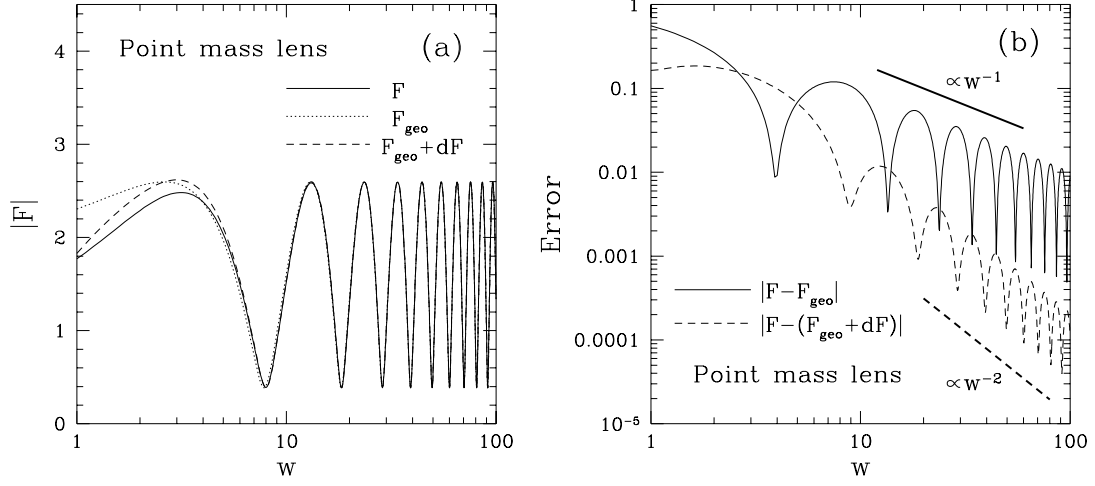 Point mass lens
(a)
F
F_geo
F_geo+dF
|F|
4
3
2
1
0
1
10
100
w
(b)
∝w^-1
|F−F_geo|
|F−(F_geo+dF)|
Point mass lens
∝w^-2
Error
1
0.1
0.01
0.001
0.0001
10^-5
1
10
100
w